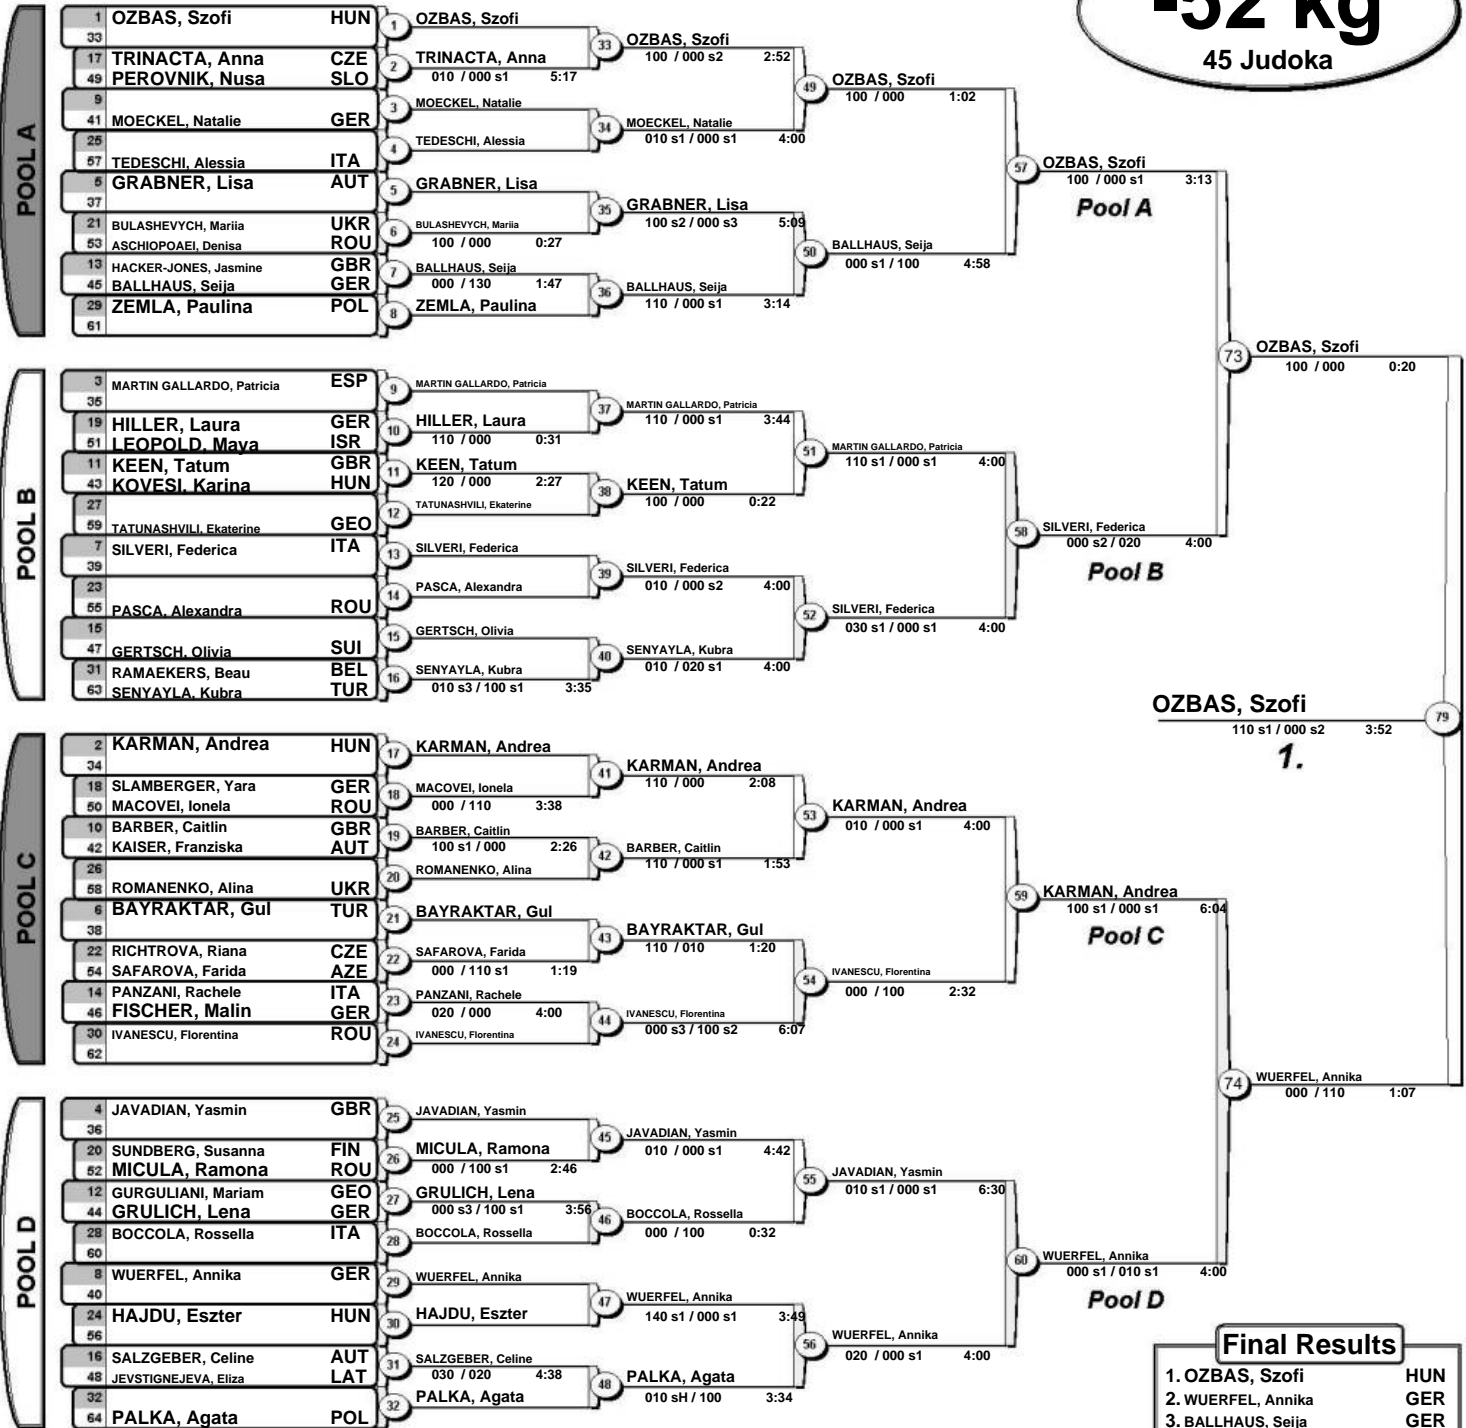 -52 kg
45 Judoka
POOL A
1 OZBAS, Szofi HUN
33
17 TRINACTA, Anna CZE
49 PEROVNIK, Nusa SLO
9
41 MOECKEL, Natalie GER
25
57 TEDESCHI, Alessia ITA
5 GRABNER, Lisa AUT
37
21 BULASHEVYCH, Mariia UKR
53 ASCHIOPOAEI, Denisa ROU
13 HACKER-JONES, Jasmine GBR
45 BALLHAUS, Seija GER
29 ZEMLA, Paulina POL
61
1 OZBAS, Szofi
2 TRINACTA, Anna
010 / 000 s1 5:17
3 MOECKEL, Natalie
4 TEDESCHI, Alessia
5 GRABNER, Lisa
6 BULASHEVYCH, Mariia
100 / 000 0:27
7 BALLHAUS, Seija
000 / 130 1:47
8 ZEMLA, Paulina
33 OZBAS, Szofi
100 / 000 s2 2:52
34 MOECKEL, Natalie
010 s1 / 000 s1 4:00
35 GRABNER, Lisa
100 s2 / 000 s3 5:09
36 BALLHAUS, Seija
110 / 000 s1 3:14
49 OZBAS, Szofi
100 / 000 1:02
50 BALLHAUS, Seija
000 s1 / 100 4:58
57 OZBAS, Szofi
100 / 000 s1 3:13
Pool A
POOL B
3 MARTIN GALLARDO, Patricia ESP
35
19 HILLER, Laura GER
51 LEOPOLD, Maya ISR
11 KEEN, Tatum GBR
43 KOVESI, Karina HUN
27
59 TATUNASHVILI, Ekaterine GEO
7 SILVERI, Federica ITA
39
23
55 PASCA, Alexandra ROU
15
47 GERTSCH, Olivia SUI
31 RAMAEKERS, Beau BEL
63 SENYAYLA, Kubra TUR
9 MARTIN GALLARDO, Patricia
10 HILLER, Laura
110 / 000 0:31
11 KEEN, Tatum
120 / 000 2:27
12 TATUNASHVILI, Ekaterine
13 SILVERI, Federica
14 PASCA, Alexandra
15 GERTSCH, Olivia
16 SENYAYLA, Kubra
010 s3 / 100 s1 3:35
37 MARTIN GALLARDO, Patricia
110 / 000 s1 3:44
38 KEEN, Tatum
100 / 000 0:22
39 SILVERI, Federica
010 / 000 s2 4:00
40 SENYAYLA, Kubra
010 / 020 s1 4:00
51 MARTIN GALLARDO, Patricia
110 s1 / 000 s1 4:00
52 SILVERI, Federica
030 s1 / 000 s1 4:00
58 SILVERI, Federica
000 s2 / 020 4:00
Pool B
73 OZBAS, Szofi
100 / 000 0:20
OZBAS, Szofi 79
110 s1 / 000 s2 3:52
1.
POOL C
2 KARMAN, Andrea HUN
34
18 SLAMBERGER, Yara GER
50 MACOVEI, Ionela ROU
10 BARBER, Caitlin GBR
42 KAISER, Franziska AUT
26
58 ROMANENKO, Alina UKR
6 BAYRAKTAR, Gul TUR
38
22 RICHTROVA, Riana CZE
54 SAFAROVA, Farida AZE
14 PANZANI, Rachele ITA
46 FISCHER, Malin GER
30 IVANESCU, Florentina ROU
62
17 KARMAN, Andrea
18 MACOVEI, Ionela
000 / 110 3:38
19 BARBER, Caitlin
100 s1 / 000 2:26
20 ROMANENKO, Alina
21 BAYRAKTAR, Gul
22 SAFAROVA, Farida
000 / 110 s1 1:19
23 PANZANI, Rachele
020 / 000 4:00
24 IVANESCU, Florentina
41 KARMAN, Andrea
110 / 000 2:08
42 BARBER, Caitlin
110 / 000 s1 1:53
43 BAYRAKTAR, Gul
110 / 010 1:20
44 IVANESCU, Florentina
000 s3 / 100 s2 6:07
53 KARMAN, Andrea
010 / 000 s1 4:00
54 IVANESCU, Florentina
000 / 100 2:32
59 KARMAN, Andrea
100 s1 / 000 s1 6:04
Pool C
POOL D
4 JAVADIAN, Yasmin GBR
36
20 SUNDBERG, Susanna FIN
52 MICULA, Ramona ROU
12 GURGULIANI, Mariam GEO
44 GRULICH, Lena GER
28 BOCCOLA, Rossella ITA
60
8 WUERFEL, Annika GER
40
24 HAJDU, Eszter HUN
56
16 SALZGEBER, Celine AUT
48 JEVSTIGNEJEVA, Eliza LAT
32
64 PALKA, Agata POL
25 JAVADIAN, Yasmin
26 MICULA, Ramona
000 / 100 s1 2:46
27 GRULICH, Lena
000 s3 / 100 s1 3:56
28 BOCCOLA, Rossella
29 WUERFEL, Annika
30 HAJDU, Eszter
31 SALZGEBER, Celine
030 / 020 4:38
32 PALKA, Agata
45 JAVADIAN, Yasmin
010 / 000 s1 4:42
46 BOCCOLA, Rossella
000 / 100 0:32
47 WUERFEL, Annika
140 s1 / 000 s1 3:49
48 PALKA, Agata
010 sH / 100 3:34
55 JAVADIAN, Yasmin
010 s1 / 000 s1 6:30
56 WUERFEL, Annika
020 / 000 s1 4:00
60 WUERFEL, Annika
000 s1 / 010 s1 4:00
Pool D
74 WUERFEL, Annika
000 / 110 1:07
Final Results
1. OZBAS, Szofi HUN
2. WUERFEL, Annika GER
3. BALLHAUS, Seija GER